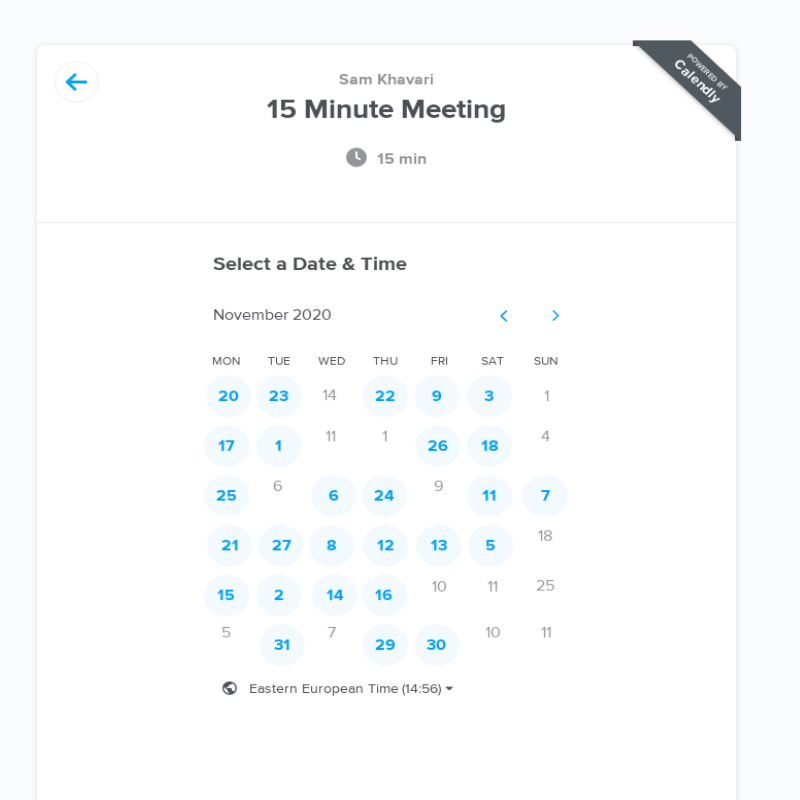 POWERED BY
Calendly
Sam Khavari
15 Minute Meeting
15 min
Select a Date & Time
November 2020
MON TUE WED THU FRI SAT SUN
20 23 14 22 9 3 1
17 1 11 1 26 18 4
25 6 6 24 9 11 7
21 27 8 12 13 5 18
15 2 14 16 10 11 25
5 31 7 29 30 10 11
Eastern European Time (14:56)